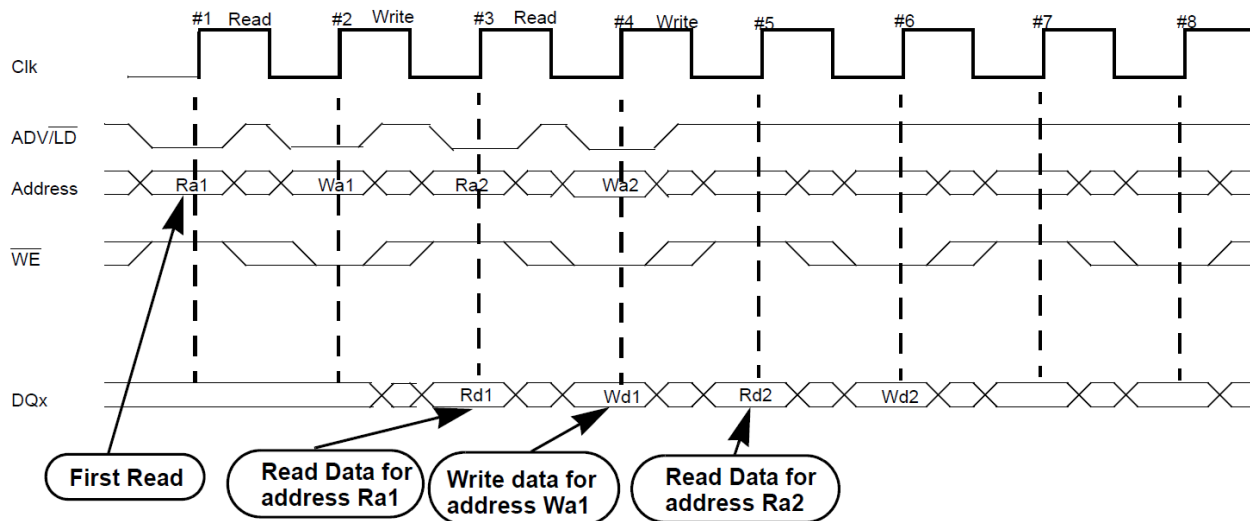 #1 Read #2 Write #3 Read #4 Write #5 #6 #7 #8
Clk
ADV/LD
Address Ra1 Wa1 Ra2 Wa2
WE
DQx Rd1 Wd1 Rd2 Wd2
First Read
Read Data for
address Ra1
Write data for
address Wa1
Read Data for
address Ra2